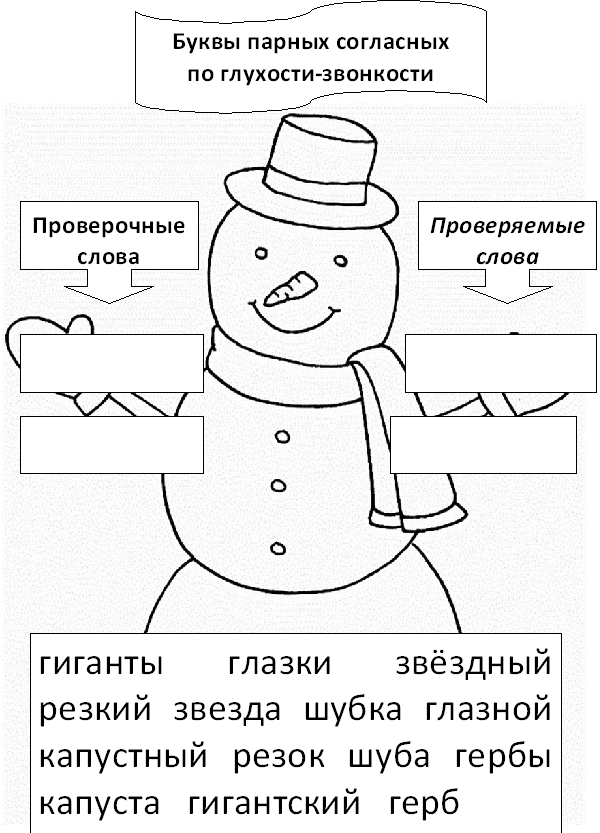 Буквы парных согласных
по глухости-звонкости
Проверочные
слова
Проверяемые
слова
гиганты глазки звёздный
резкий звезда шубка глазной
капустный резок шуба гербы
капуста гигантский герб